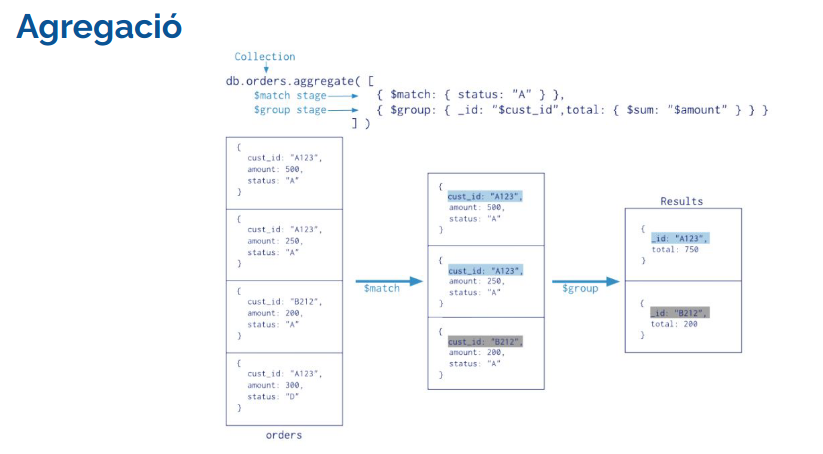 Agregació
Collection
db.orders.aggregate( [
$match stage { $match: { status: "A" } },
$group stage { $group: { _id: "$cust_id",total: { $sum: "$amount" } } }
] )
{
cust_id: "A123",
amount: 500,
status: "A"
}
{
cust_id: "A123",
amount: 250,
status: "A"
}
{
cust_id: "B212",
amount: 200,
status: "A"
}
{
cust_id: "A123",
amount: 300,
status: "D"
}
orders
$match
{
cust_id: "A123",
amount: 500,
status: "A"
}
{
cust_id: "A123",
amount: 250,
status: "A"
}
{
cust_id: "B212",
amount: 200,
status: "A"
}
$group
Results
{
_id: "A123",
total: 750
}
{
_id: "B212",
total: 200
}